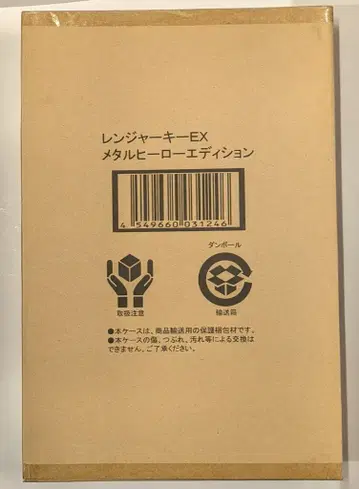 レンジャーキーEX
メタルヒーローエディション
4 549660 031246
ダンボール
取扱注意
輸送箱
●本ケースは、商品輸送用の保護梱包材です。
●本ケースの傷、つぶれ、汚れ等による交換は
できません。ご了承ください。